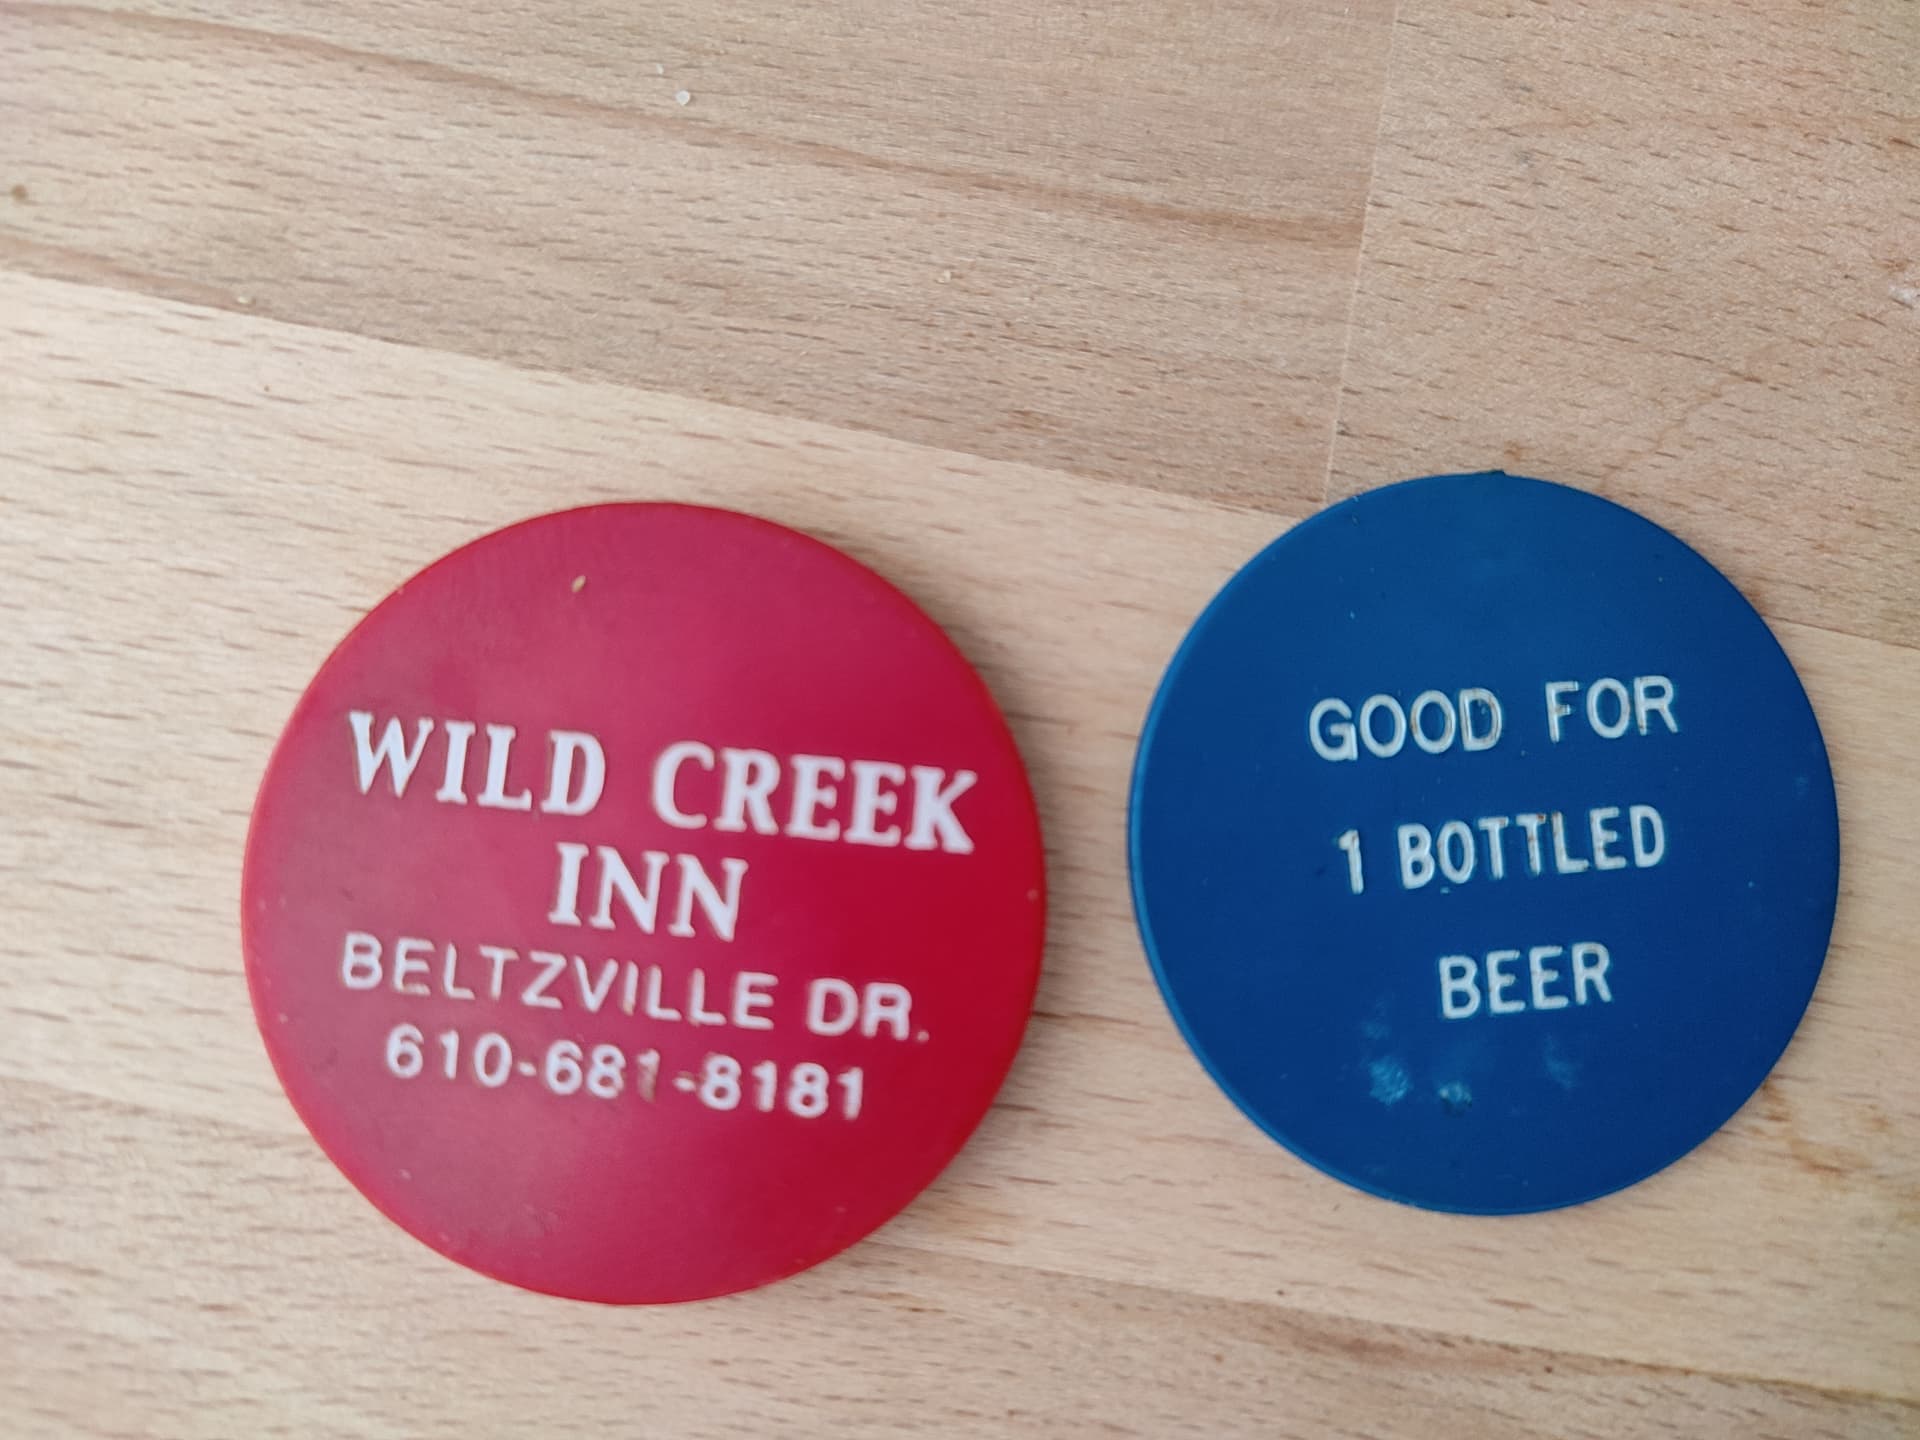 WILD CREEK
INN
BELTZVILLE DR.
610-681-8181
GOOD FOR
1 BOTTLED
BEER